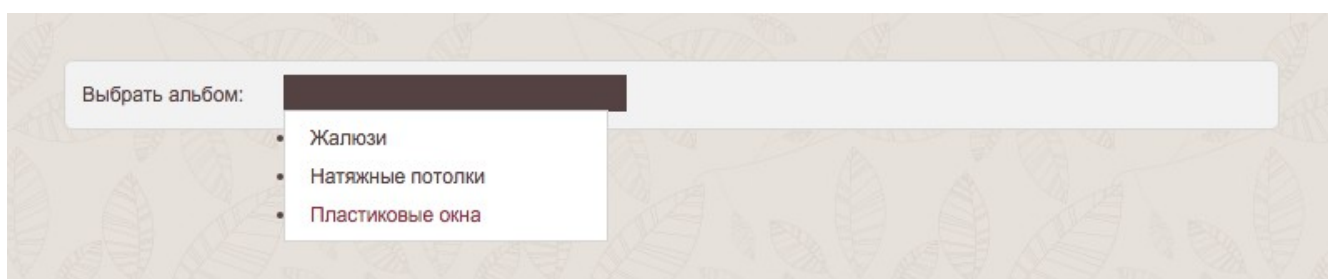 Выбрать альбом:
Жалюзи
Натяжные потолки
Пластиковые окна